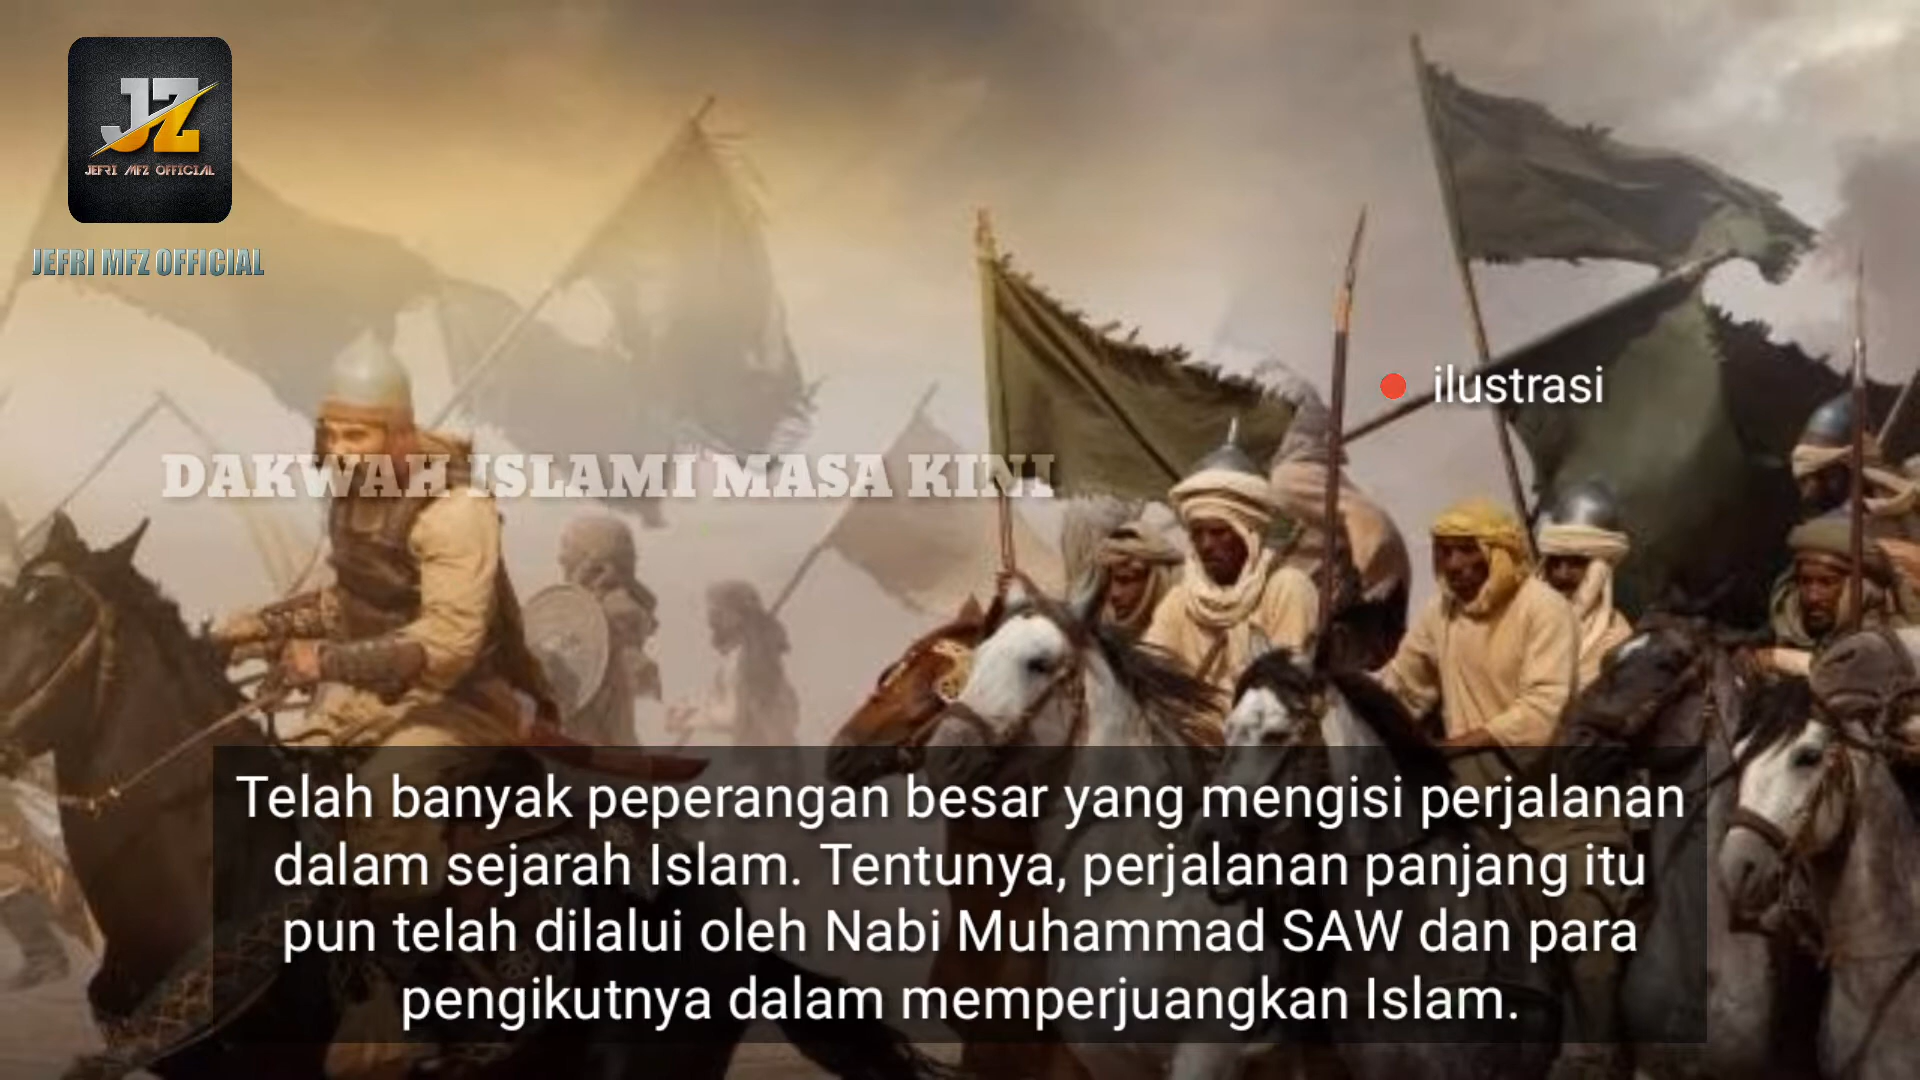 JZ
JEFRI MFZ OFFICIAL
JEFRI MFZ OFFICIAL
ilustrasi
DAKWAH ISLAMI MASA KINI
Telah banyak peperangan besar yang mengisi perjalanan
dalam sejarah Islam. Tentunya, perjalanan panjang itu
pun telah dilalui oleh Nabi Muhammad SAW dan para
pengikutnya dalam memperjuangkan Islam.